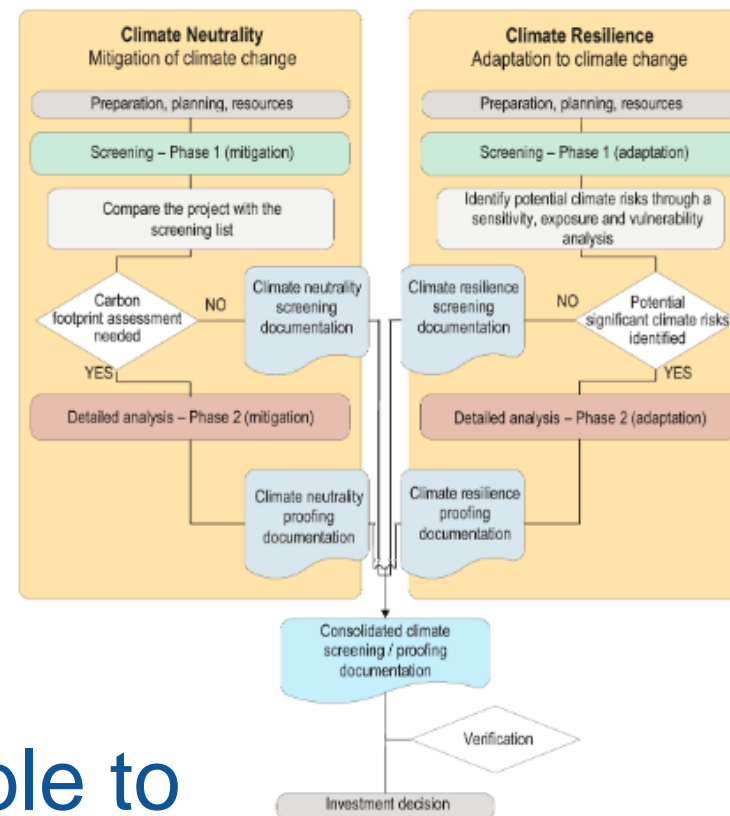 Climate Neutrality
Mitigation of climate change
Preparation, planning, resources
Screening – Phase 1 (mitigation)
Compare the project with the
screening list
Carbon
footprint assessment
needed
NO
YES
Climate neutrality
screening
documentation
Detailed analysis – Phase 2 (mitigation)
Climate neutrality
proofing
documentation
Climate Resilience
Adaptation to climate change
Preparation, planning, resources
Screening – Phase 1 (adaptation)
Identify potential climate risks through a
sensitivity, exposure and vulnerability
analysis
Potential
significant climate risks
identified
NO
YES
Climate resilience
screening
documentation
Detailed analysis – Phase 2 (adaptation)
Climate resilience
proofing
documentation
Consolidated climate
screening / proofing
documentation
Verification
Investment decision
ole to